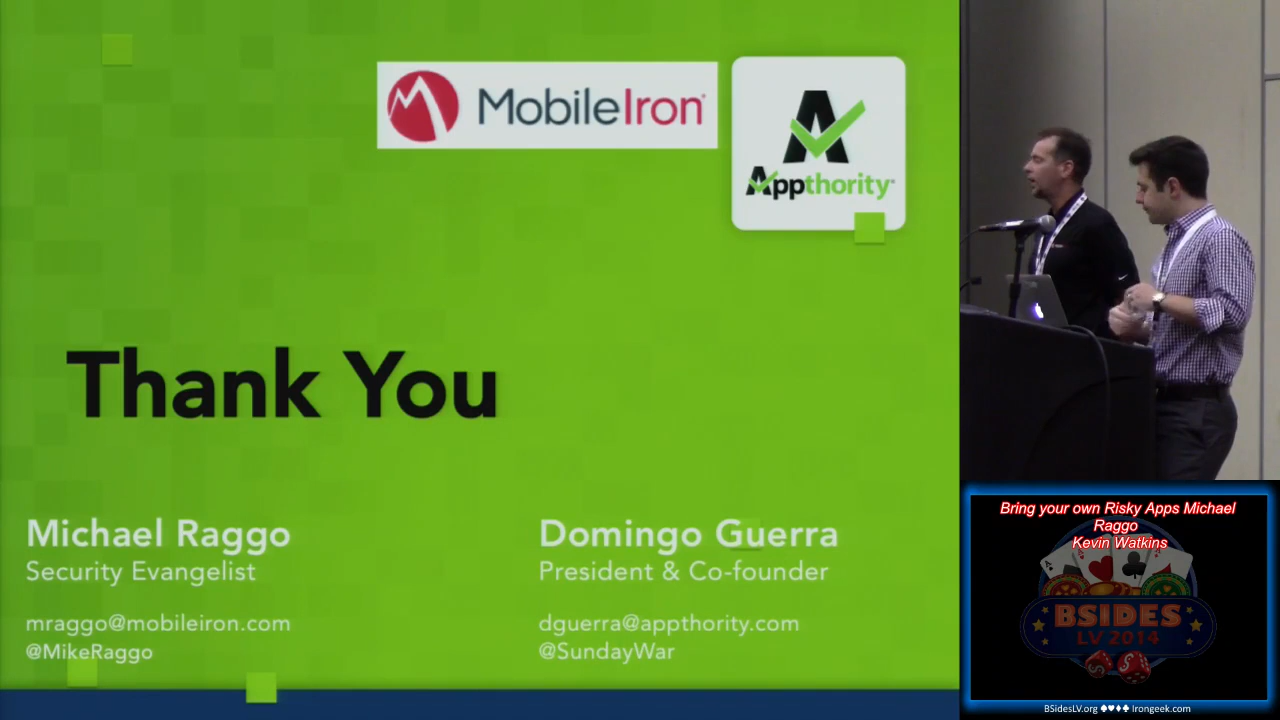 MobileIron
A
Appthority
Thank You
Michael Raggo
Security Evangelist
mraggo@mobileiron.com
@MikeRaggo
Domingo Guerra
President & Co-founder
dguerra@appthority.com
@SundayWar
Bring your own Risky Apps Michael
Raggo
Kevin Watkins
BSIDES
LV 2014
BSidesLV.org ♠♥♦♣ Irongeek.com